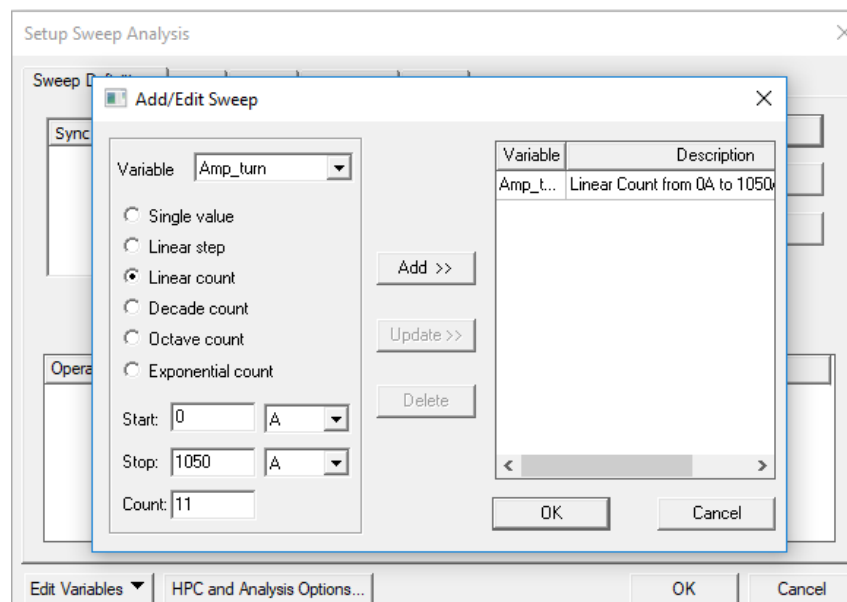 Setup Sweep Analysis
Sweep D
Sync
Opera
Add/Edit Sweep
Variable Amp_turn
Single value
Linear step
Linear count
Decade count
Octave count
Exponential count
Start: 0 A
Stop: 1050 A
Count: 11
Add >>
Update >>
Delete
Variable Description
Amp_t... Linear Count from 0A to 1050
OK Cancel
Edit Variables HPC and Analysis Options... OK Cancel